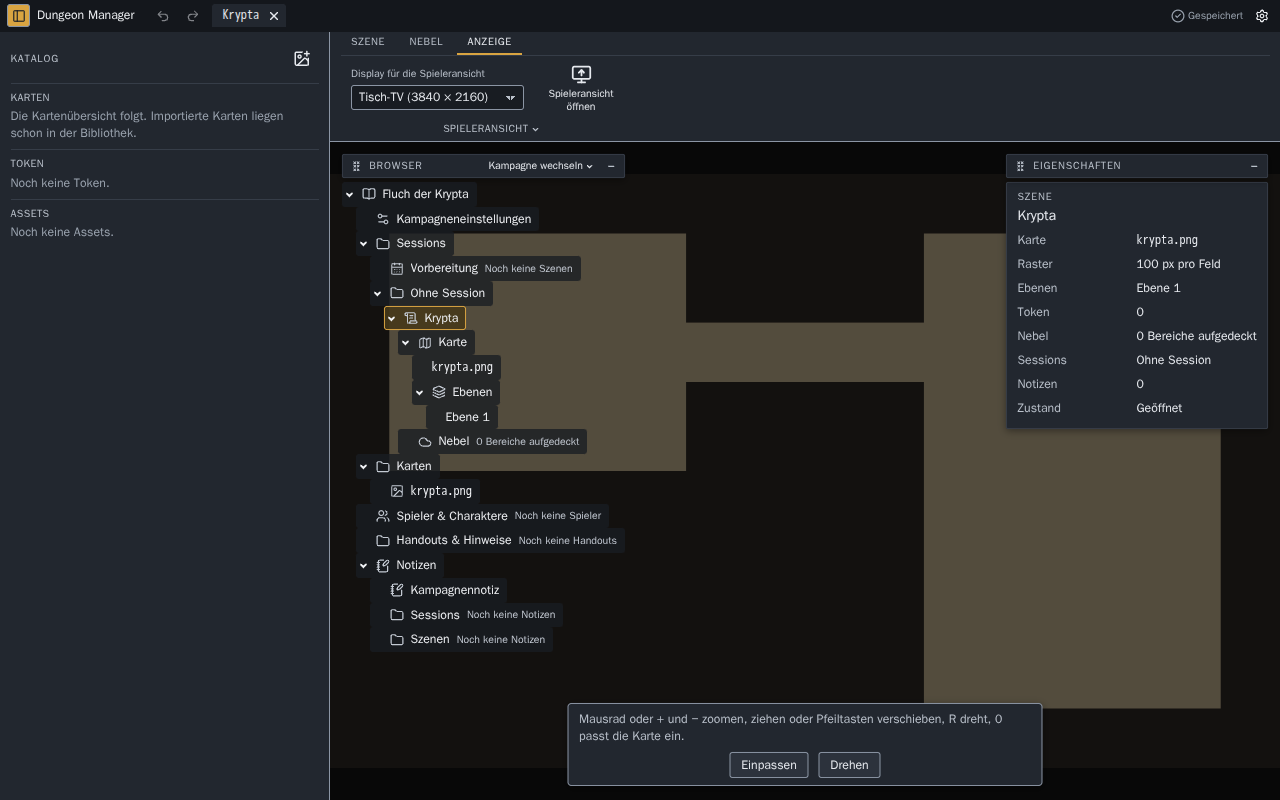 Dungeon Manager
Krypta
Gespeichert
KATALOG
KARTEN
Die Kartenübersicht folgt. Importierte Karten liegen
schon in der Bibliothek.
TOKEN
Noch keine Token.
ASSETS
Noch keine Assets.
SZENE NEBEL ANZEIGE
Display für die Spieleransicht
Tisch-TV (3840 × 2160)
Spieleransicht
öffnen
SPIELERANSICHT
BROWSER Kampagne wechseln
Fluch der Krypta
Kampagneneinstellungen
Sessions
Vorbereitung Noch keine Szenen
Ohne Session
Krypta
Karte
krypta.png
Ebenen
Ebene 1
Nebel 0 Bereiche aufgedeckt
Karten
krypta.png
Spieler & Charaktere Noch keine Spieler
Handouts & Hinweise Noch keine Handouts
Notizen
Kampagnennotiz
Sessions Noch keine Notizen
Szenen Noch keine Notizen
EIGENSCHAFTEN
SZENE
Krypta
Karte krypta.png
Raster 100 px pro Feld
Ebenen Ebene 1
Token 0
Nebel 0 Bereiche aufgedeckt
Sessions Ohne Session
Notizen 0
Zustand Geöffnet
Mausrad oder + und − zoomen, ziehen oder Pfeiltasten verschieben, R dreht, 0
passt die Karte ein.
Einpassen Drehen